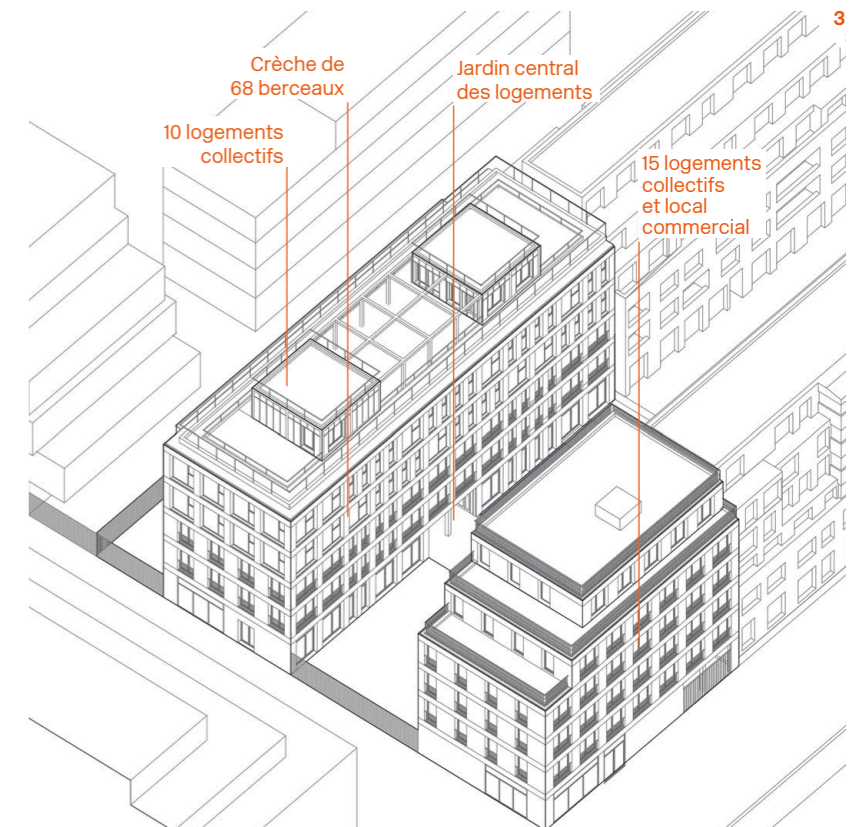 3
Crèche de
68 berceaux
Jardin central
des logements
10 logements
collectifs
15 logements
collectifs
et local
commercial